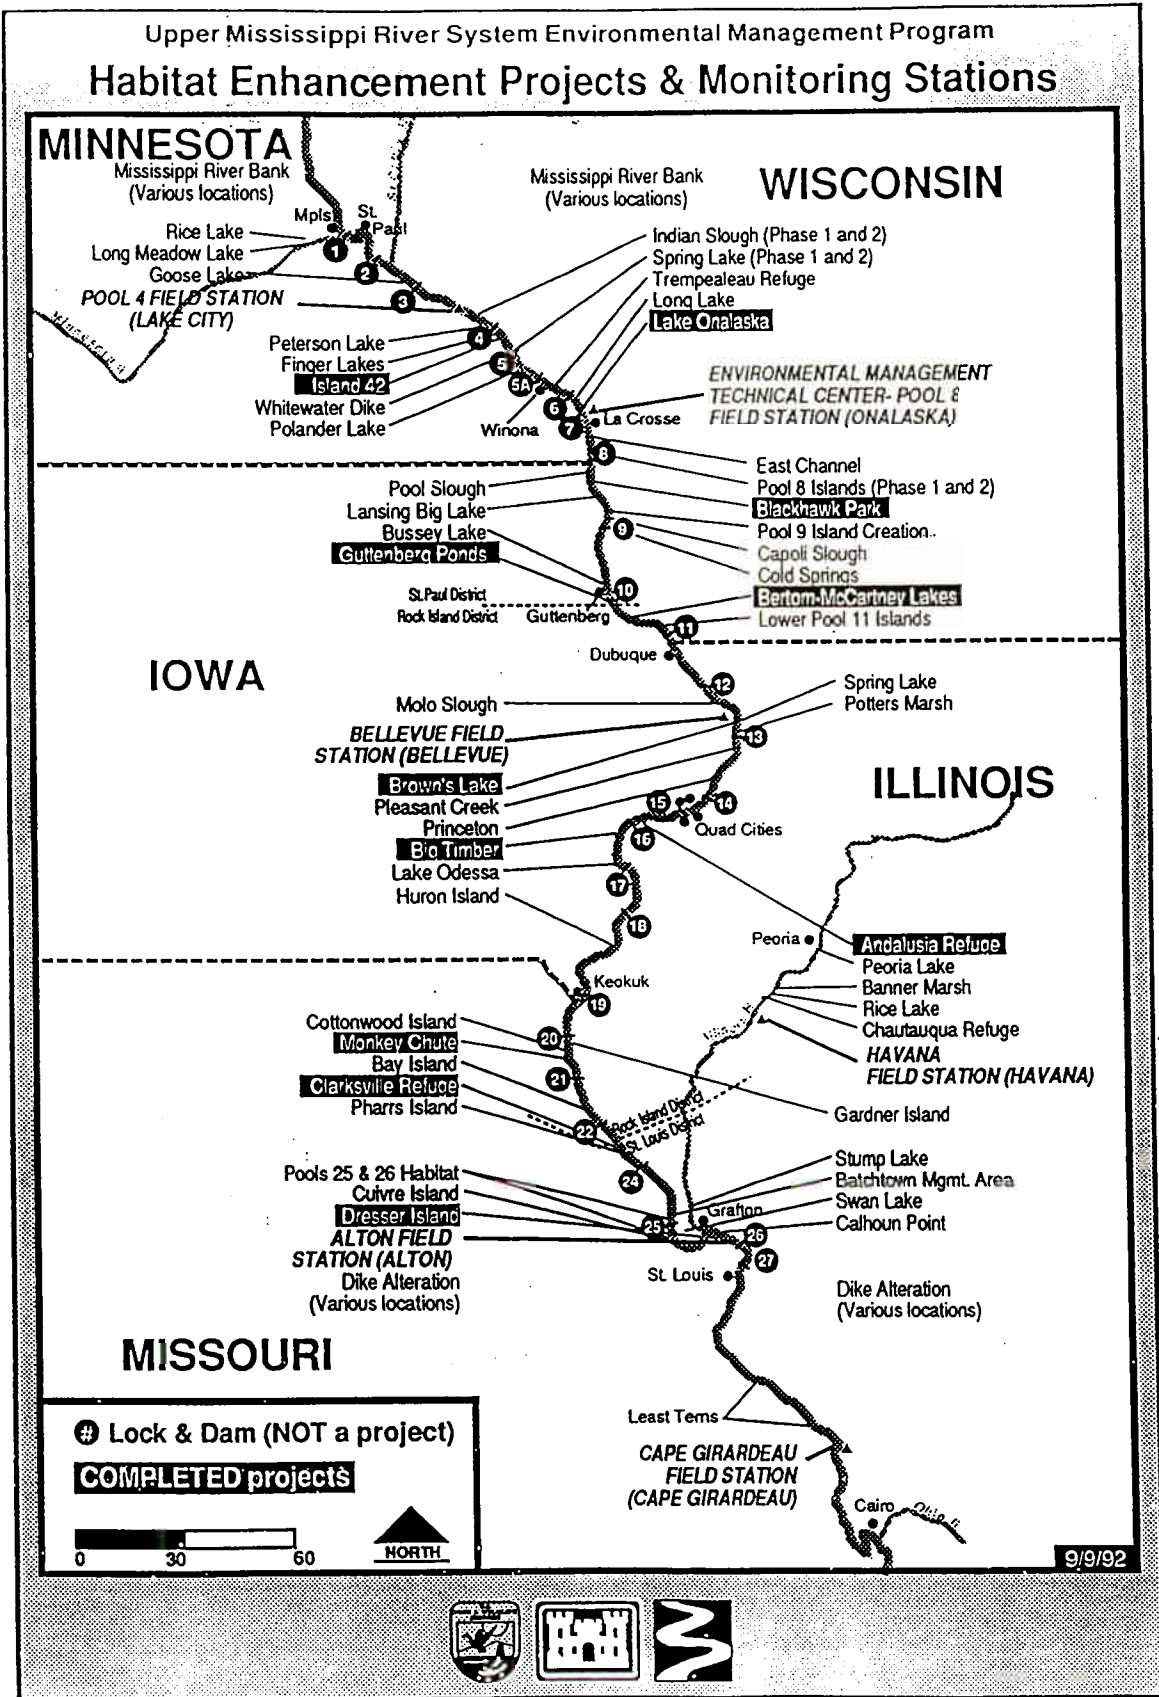 Upper Mississippi River System Environmental Management Program
Habitat Enhancement Projects & Monitoring Stations
MINNESOTA
Mississippi River Bank
(Various locations)
Mississippi River Bank
(Various locations)
WISCONSIN
Mpls
St.
Paul
Rice Lake
Long Meadow Lake
Goose Lake
POOL 4 FIELD STATION
(LAKE CITY)
1
2
3
Indian Slough (Phase 1 and 2)
Spring Lake (Phase 1 and 2)
Trempealeau Refuge
Long Lake
Lake Onalaska
Peterson Lake
Finger Lakes
Island 42
Whitewater Dike
Polander Lake
4
5
5A
6
7
Winona
La Crosse
ENVIRONMENTAL MANAGEMENT
TECHNICAL CENTER- POOL 8
FIELD STATION (ONALASKA)
8
East Channel
Pool 8 Islands (Phase 1 and 2)
Blackhawk Park
Pool 9 Island Creation..
Capoli Slough
Cold Springs
Bertom-McCartney Lakes
Lower Pool 11 Islands
Pool Slough
Lansing Big Lake
Bussey Lake
Guttenberg Ponds
9
10
St.Paul District
Rock Island District
Guttenberg
11
Dubuque
IOWA
12
Spring Lake
Potters Marsh
Molo Slough
BELLEVUE FIELD
STATION (BELLEVUE)
13
ILLINOIS
Brown's Lake
Pleasant Creek
Princeton
Big Timber
Lake Odessa
Huron Island
14
15
Quad Cities
16
17
18
Peoria
Andalusia Refuge
Peoria Lake
Banner Marsh
Rice Lake
Chautauqua Refuge
HAVANA
FIELD STATION (HAVANA)
Keokuk
19
Cottonwood Island
Monkey Chute
Bay Island
Clarksville Refuge
Pharrs Island
20
21
22
Rock Island District
St. Louis District
Gardner Island
24
Stump Lake
Batchtown Mgmt. Area
Swan Lake
Calhoun Point
Pools 25 & 26 Habitat
Cuivre Island
Dresser Island
ALTON FIELD
STATION (ALTON)
Dike Alteration
(Various locations)
Grafton
25
26
27
St. Louis
Dike Alteration
(Various locations)
MISSOURI
Least Terns
CAPE GIRARDEAU
FIELD STATION
(CAPE GIRARDEAU)
Cairo
Ohio R
# Lock & Dam (NOT a project)
COMPLETED projects
0 30 60
NORTH
9/9/92